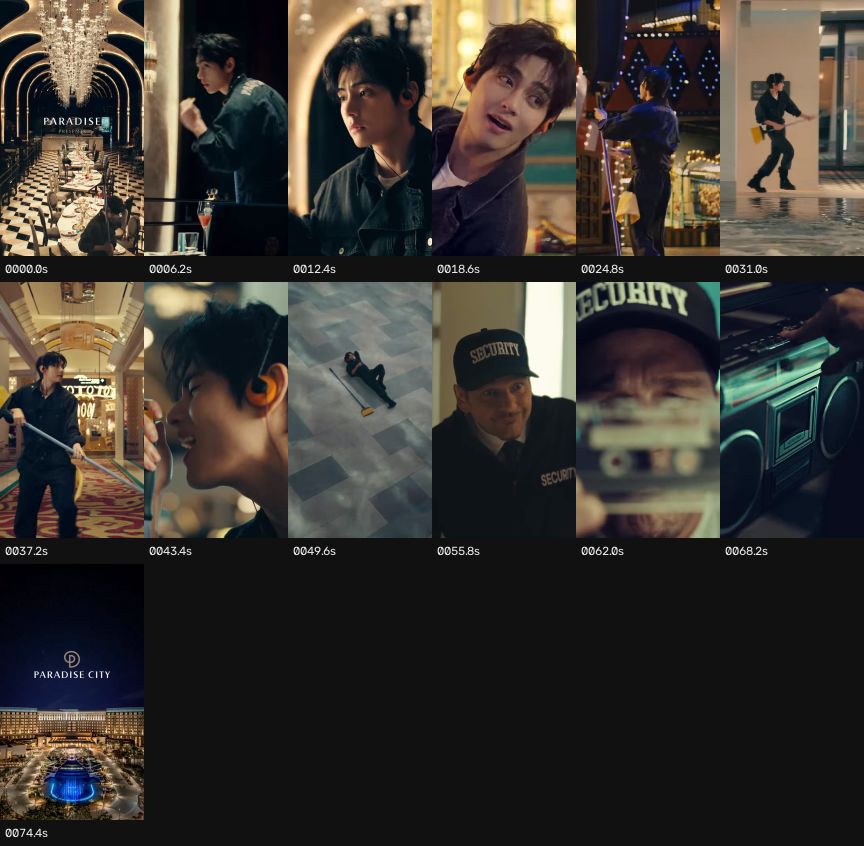 PARADISE
0000.0s
0006.2s
0012.4s
0018.6s
0024.8s
0031.0s
SECURITY
SECURITY
ECURITY
0037.2s
0043.4s
0049.6s
0055.8s
0062.0s
0068.2s
PARADISE CITY
0074.4s